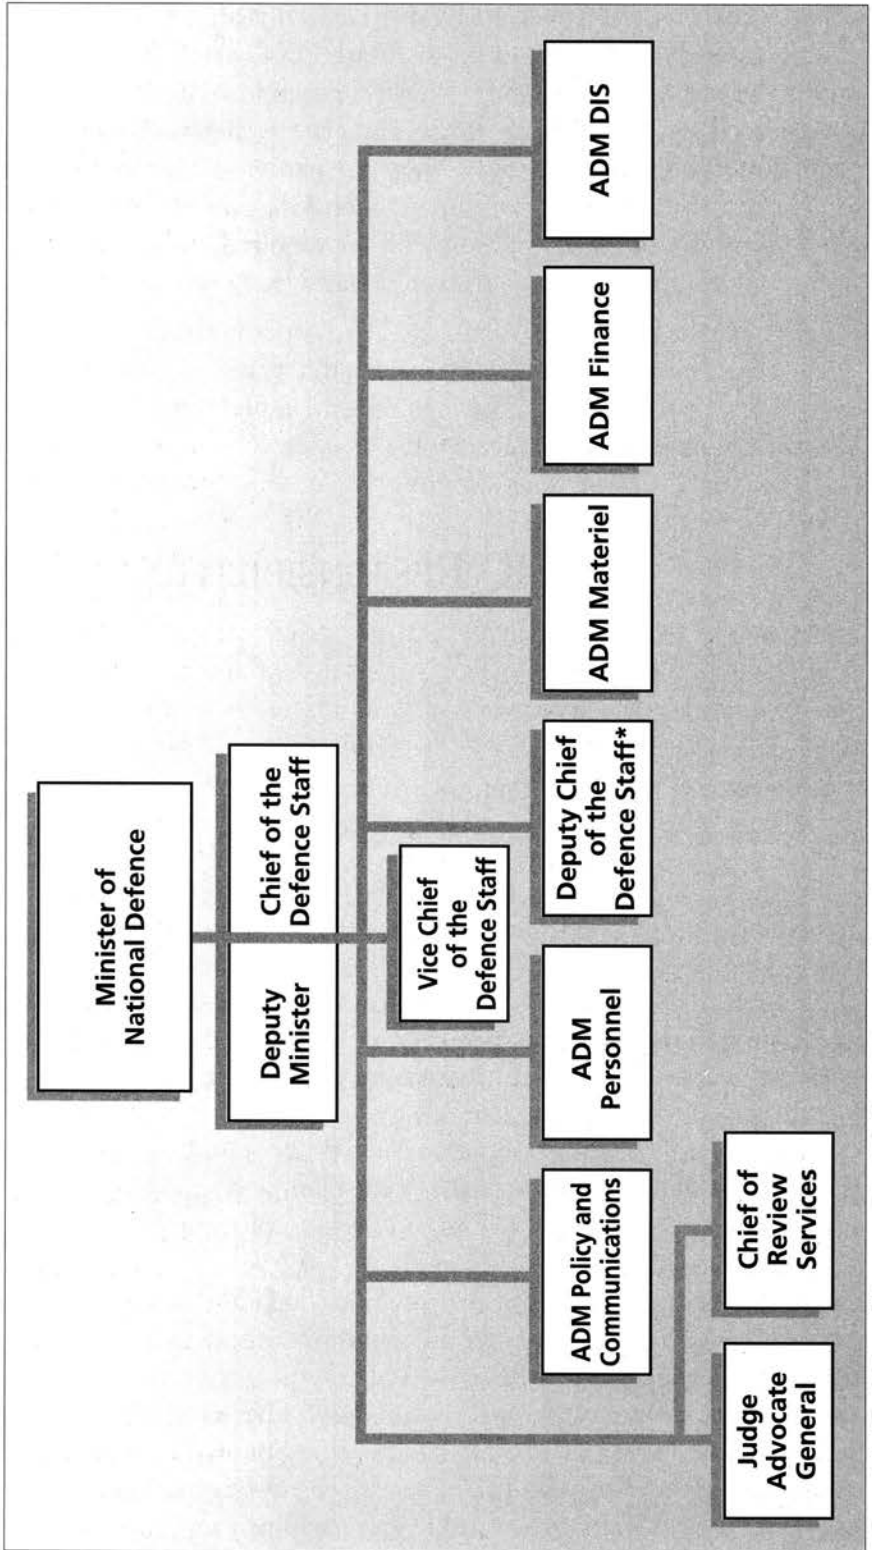 Minister of
National Defence
Deputy
Minister
Chief of the
Defence Staff
Vice Chief
of the
Defence Staff
ADM Policy and
Communications
ADM
Personnel
Deputy Chief
of the
Defence Staff*
ADM Materiel
ADM Finance
ADM DIS
Judge
Advocate
General
Chief of
Review
Services